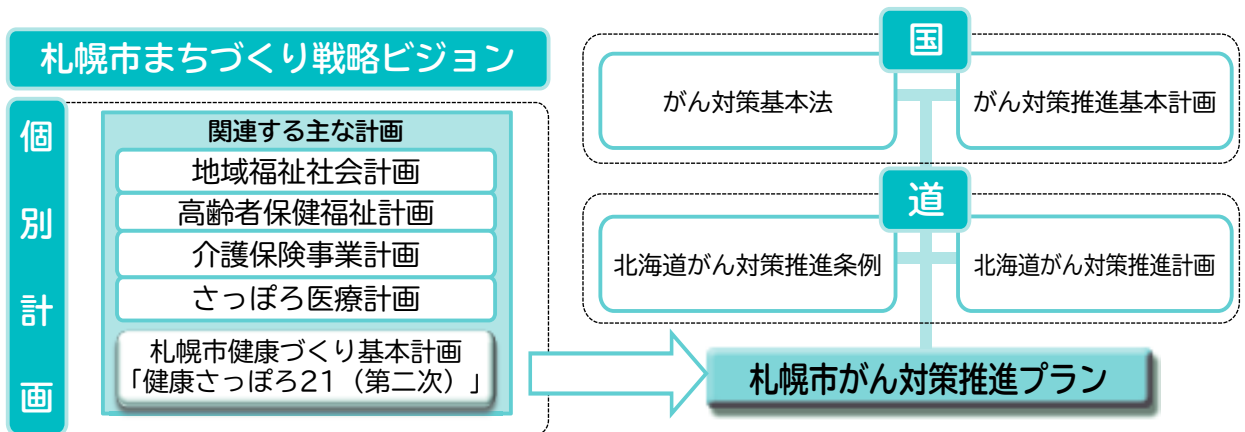 札幌市まちづくり戦略ビジョン
個別計画
関連する主な計画
地域福祉社会計画
高齢者保健福祉計画
介護保険事業計画
さっぽろ医療計画
札幌市健康づくり基本計画
「健康さっぽろ21（第二次）」
国
がん対策基本法
がん対策推進基本計画
道
北海道がん対策推進条例
北海道がん対策推進計画
札幌市がん対策推進プラン